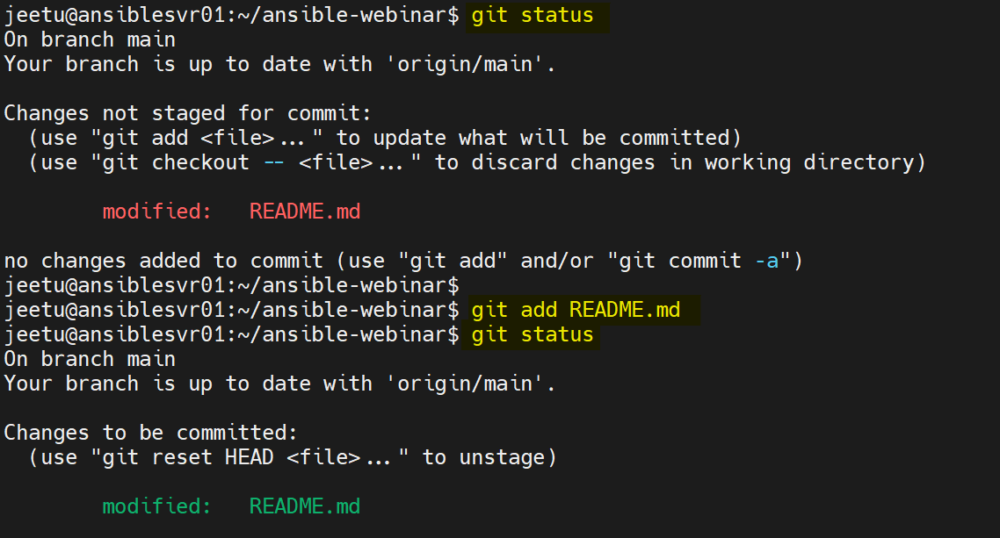 jeetu@ansiblesvr01:~/ansible-webinar$ git status
On branch main
Your branch is up to date with 'origin/main'.
Changes not staged for commit:
  (use "git add <file>..." to update what will be committed)
  (use "git checkout -- <file>..." to discard changes in working directory)
        modified:   README.md
no changes added to commit (use "git add" and/or "git commit -a")
jeetu@ansiblesvr01:~/ansible-webinar$
jeetu@ansiblesvr01:~/ansible-webinar$ git add README.md
jeetu@ansiblesvr01:~/ansible-webinar$ git status
On branch main
Your branch is up to date with 'origin/main'.
Changes to be committed:
  (use "git reset HEAD <file>..." to unstage)
        modified:   README.md